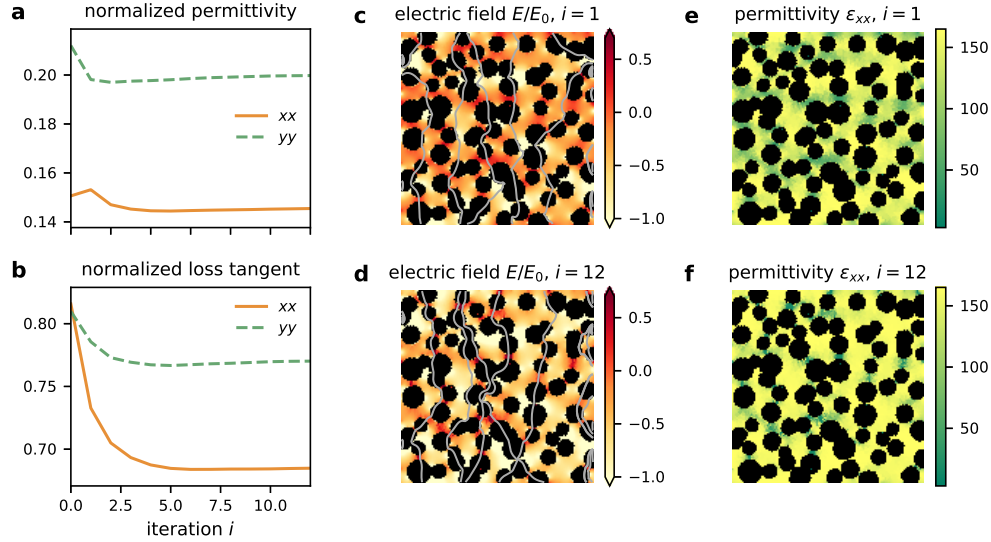 a
normalized permittivity
0.20
0.18
0.16
0.14
xx
yy
b
normalized loss tangent
0.80
0.75
0.70
xx
yy
0.0 2.5 5.0 7.5 10.0
iteration i
c
electric field E/E₀, i = 1
0.5
0.0
−0.5
−1.0
d
electric field E/E₀, i = 12
0.5
0.0
−0.5
−1.0
e
permittivity εₓₓ, i = 1
150
100
50
f
permittivity εₓₓ, i = 12
150
100
50